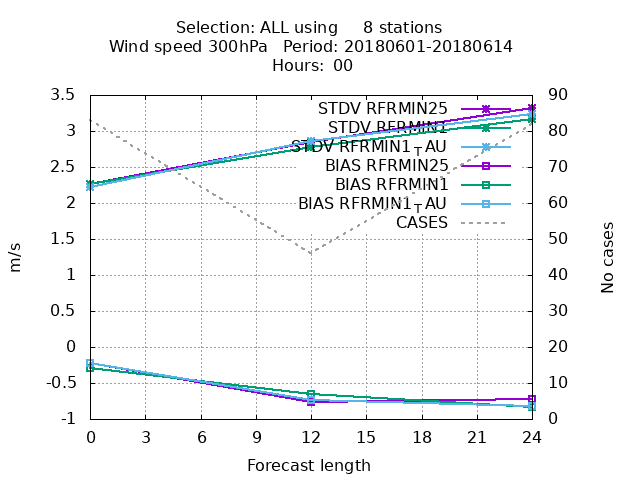 Selection: ALL using     8 stations
Wind speed 300hPa   Period: 20180601-20180614
Hours:  00
3.5
3
2.5
2
1.5
1
0.5
0
-0.5
-1
90
80
70
60
50
40
30
20
10
0
STDV RFRMIN25
STDV RFRMIN1
STDV RFRMIN1_TAU
BIAS RFRMIN25
BIAS RFRMIN1
BIAS RFRMIN1_TAU
CASES
m/s
No cases
0 3 6 9 12 15 18 21 24
Forecast length